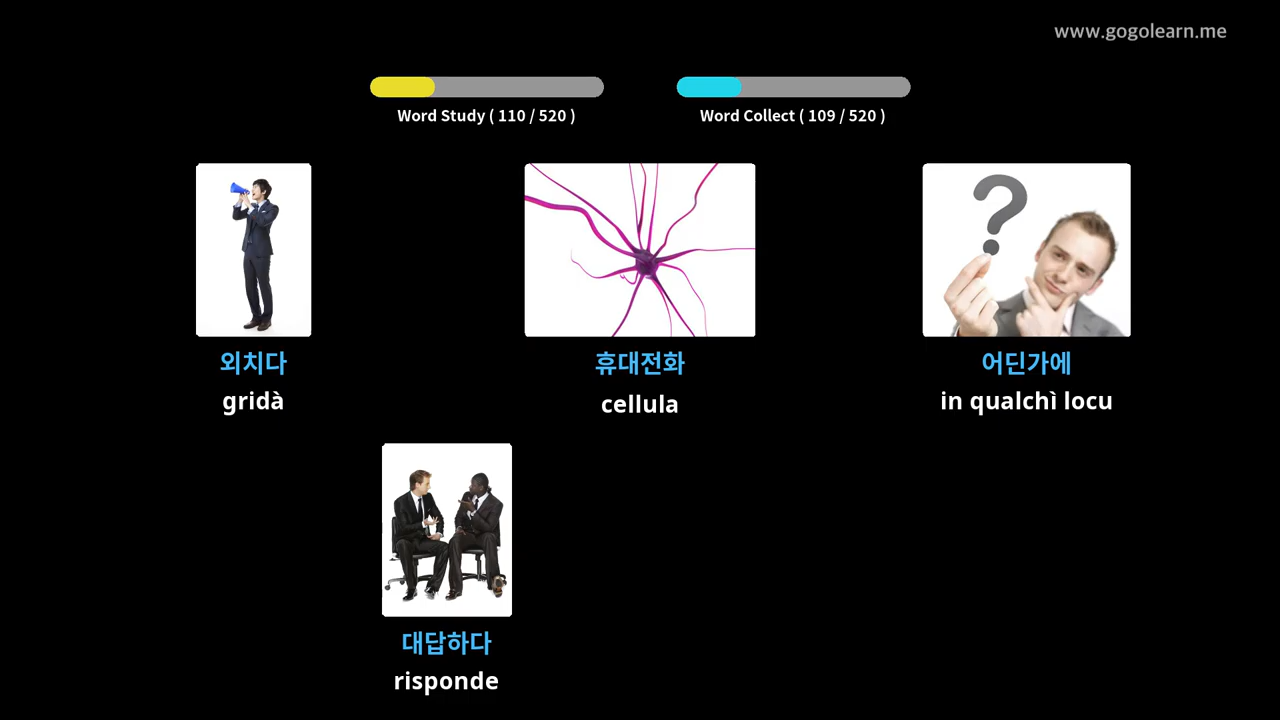 www.gogolearn.me
Word Study ( 110 / 520 )
Word Collect ( 109 / 520 )
외치다
gridà
휴대전화
cellula
어딘가에
in qualchì locu
대답하다
risponde